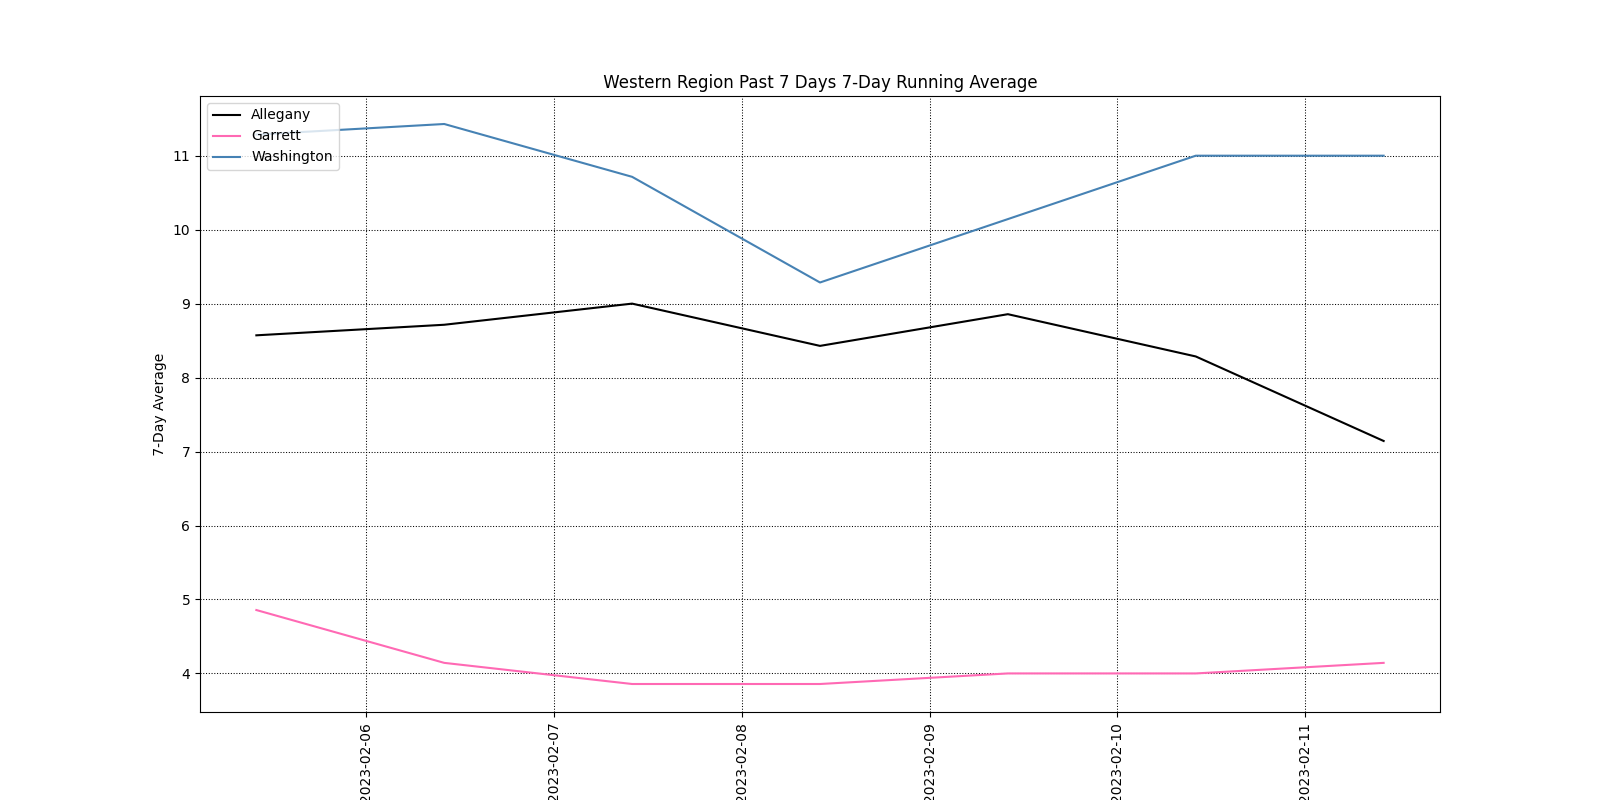 Western Region Past 7 Days 7-Day Running Average
Allegany
Garrett
Washington
7-Day Average
11
10
9
8
7
6
5
4
2023-02-06
2023-02-07
2023-02-08
2023-02-09
2023-02-10
2023-02-11